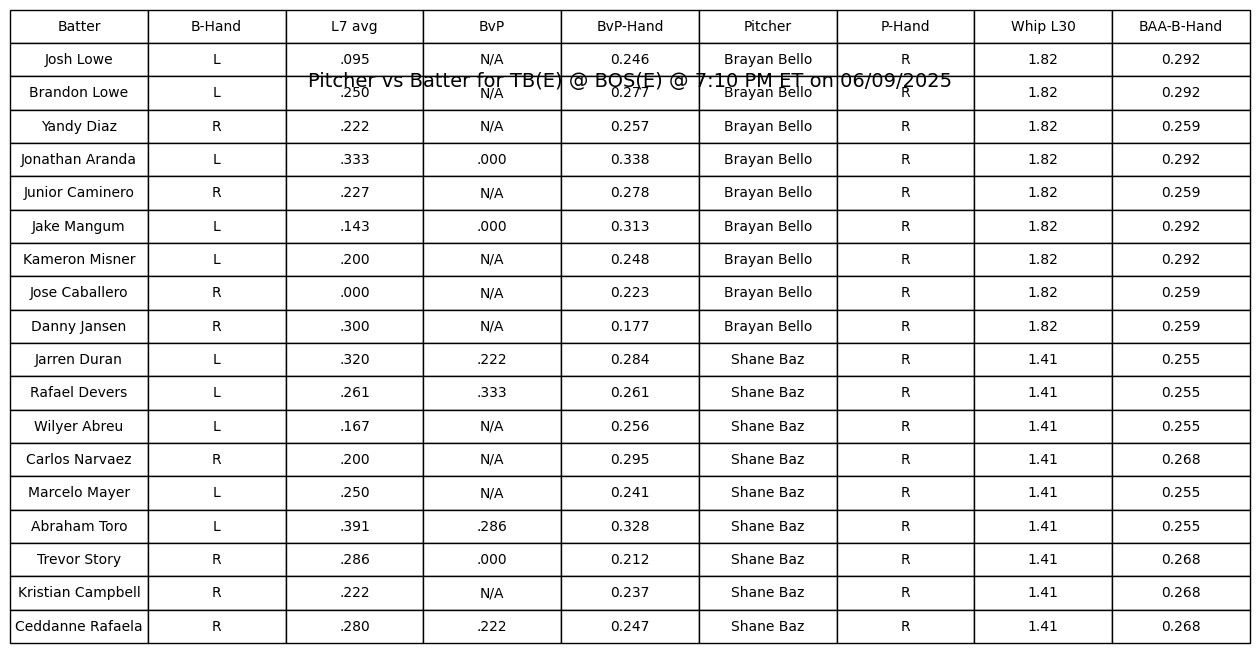 Batter B-Hand L7 avg BvP BvP-Hand Pitcher P-Hand Whip L30 BAA-B-Hand
Josh Lowe L .095 N/A 0.246 Brayan Bello R 1.82 0.292
Pitcher vs Batter for TB(E) @ BOS(E) @ 7:10 PM ET on 06/09/2025
Brandon Lowe L .250 N/A 0.277 Brayan Bello R 1.82 0.292
Yandy Diaz R .222 N/A 0.257 Brayan Bello R 1.82 0.259
Jonathan Aranda L .333 .000 0.338 Brayan Bello R 1.82 0.292
Junior Caminero R .227 N/A 0.278 Brayan Bello R 1.82 0.259
Jake Mangum L .143 .000 0.313 Brayan Bello R 1.82 0.292
Kameron Misner L .200 N/A 0.248 Brayan Bello R 1.82 0.292
Jose Caballero R .000 N/A 0.223 Brayan Bello R 1.82 0.259
Danny Jansen R .300 N/A 0.177 Brayan Bello R 1.82 0.259
Jarren Duran L .320 .222 0.284 Shane Baz R 1.41 0.255
Rafael Devers L .261 .333 0.261 Shane Baz R 1.41 0.255
Wilyer Abreu L .167 N/A 0.256 Shane Baz R 1.41 0.255
Carlos Narvaez R .200 N/A 0.295 Shane Baz R 1.41 0.268
Marcelo Mayer L .250 N/A 0.241 Shane Baz R 1.41 0.255
Abraham Toro L .391 .286 0.328 Shane Baz R 1.41 0.255
Trevor Story R .286 .000 0.212 Shane Baz R 1.41 0.268
Kristian Campbell R .222 N/A 0.237 Shane Baz R 1.41 0.268
Ceddanne Rafaela R .280 .222 0.247 Shane Baz R 1.41 0.268